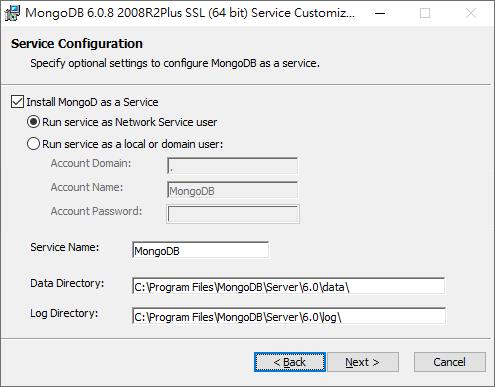 MongoDB 6.0.8 2008R2Plus SSL (64 bit) Service Customiz...
Service Configuration
Specify optional settings to configure MongoDB as a service.
Install MongoD as a Service
Run service as Network Service user
Run service as a local or domain user:
Account Domain: .
Account Name: MongoDB
Account Password:
Service Name: MongoDB
Data Directory: C:\Program Files\MongoDB\Server\6.0\data\
Log Directory: C:\Program Files\MongoDB\Server\6.0\log\
< Back Next > Cancel